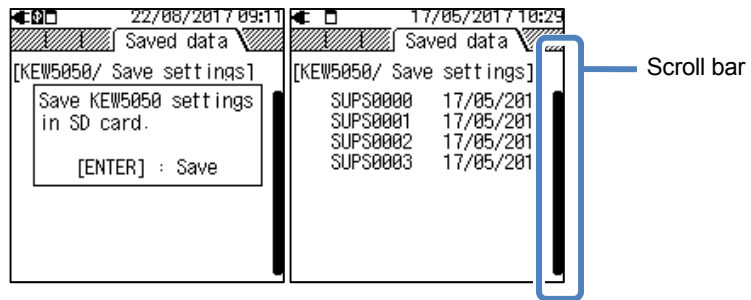 22/08/2017 09:11
Saved data
[KEW5050/ Save settings]
Save KEW5050 settings
in SD card.
[ENTER] : Save
17/05/2017 10:29
Saved data
[KEW5050/ Save settings]
SUPS0000 17/05/201
SUPS0001 17/05/201
SUPS0002 17/05/201
SUPS0003 17/05/201
Scroll bar